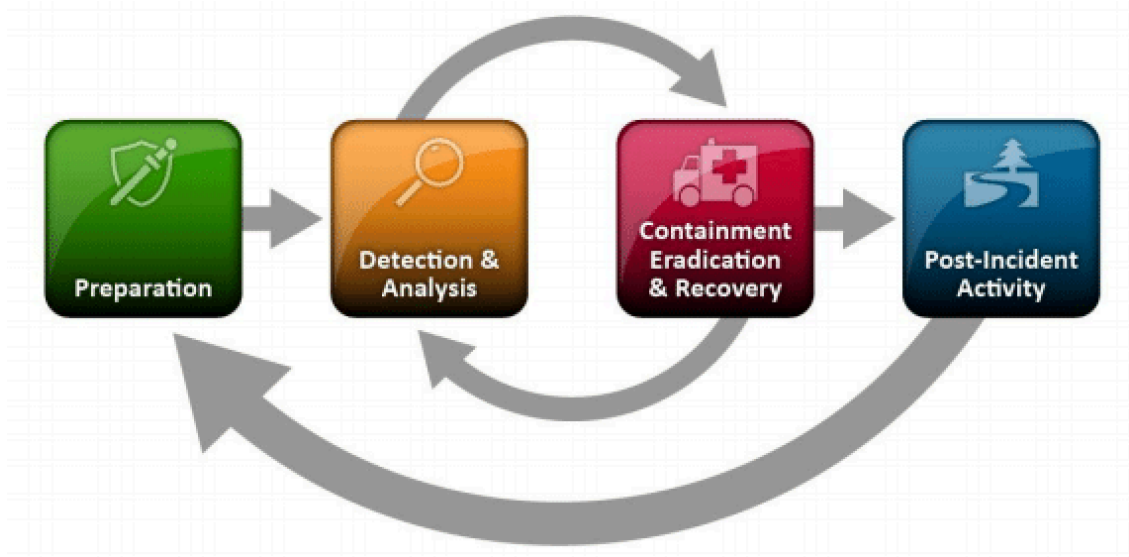 Preparation
Detection &
Analysis
Containment
Eradication
& Recovery
Post-Incident
Activity